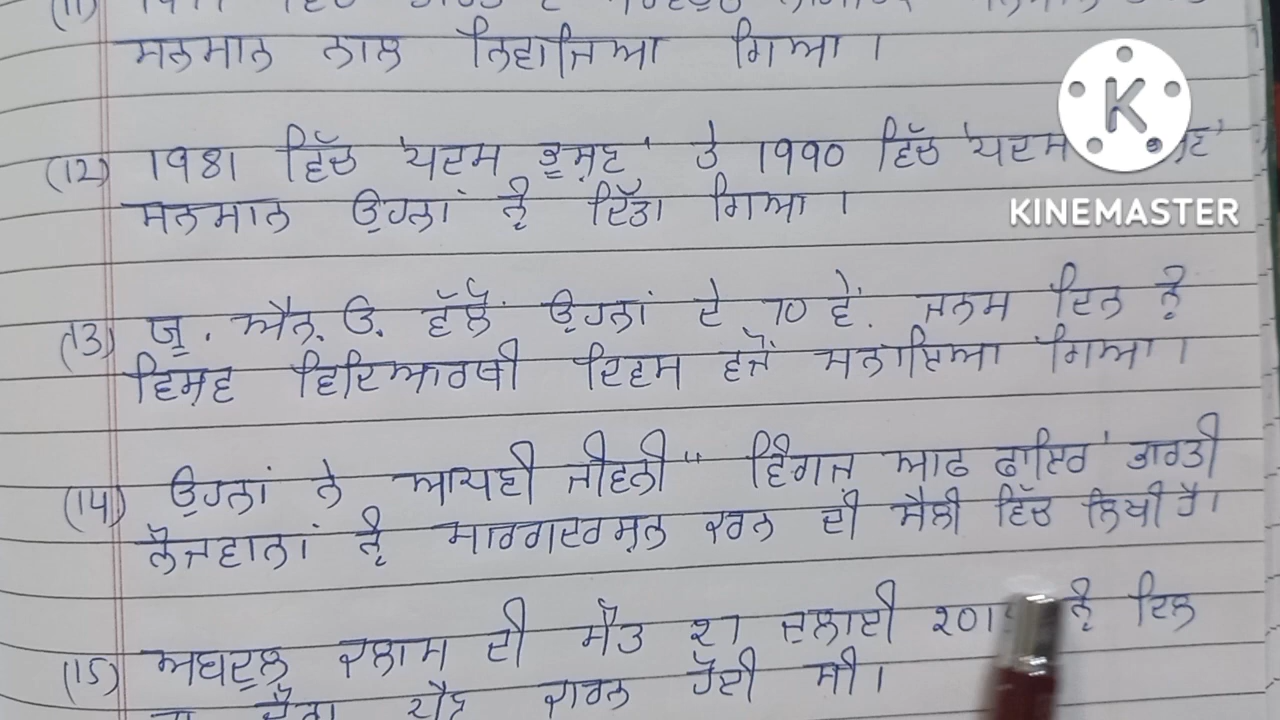 ਸਨਮਾਨ ਨਾਲ ਨਿਵਾਜਿਆ ਗਿਆ ।
(12) 1981 ਵਿੱਚ 'ਪਦਮ ਭੂਸ਼ਣ' ਤੇ 1990 ਵਿੱਚ 'ਪਦਮ
ਸਨਮਾਨ ਉਹਨਾਂ ਨੂੰ ਦਿੱਤਾ ਗਿਆ ।
(13) ਯੂ. ਐਨ. ਓ. ਵੱਲੋਂ ਉਹਨਾਂ ਦੇ 70 ਵੇਂ. ਜਨਮ ਦਿਨ ਨੂੰ
ਵਿਸ਼ਵ ਵਿਦਿਆਰਥੀ ਦਿਵਸ ਵਜੋਂ ਮਨਾਇਆ ਗਿਆ ।
(14) ਉਹਨਾਂ ਨੇ ਆਪਣੀ ਜੀਵਨੀ "ਵਿੰਗਜ ਆਫ ਫਾਇਰ' ਭਾਰਤੀ
ਨੌਜਵਾਨਾਂ ਨੂੰ ਮਾਰਗਦਰਸ਼ਨ ਕਰਨ ਦੀ ਸੈਲੀ ਵਿੱਚ ਲਿਖੀ ਹੈ।
(15) ਅਬਦੁਲ ਕਲਾਮ ਦੀ ਮੌਤ 27 ਜੁਲਾਈ ਨੂੰ ਦਿਲ
ਦਾ ਦੌਰਾ ਪੈਣ ਕਾਰਨ ਹੋਈ ਸੀ ।
K
KINEMASTER